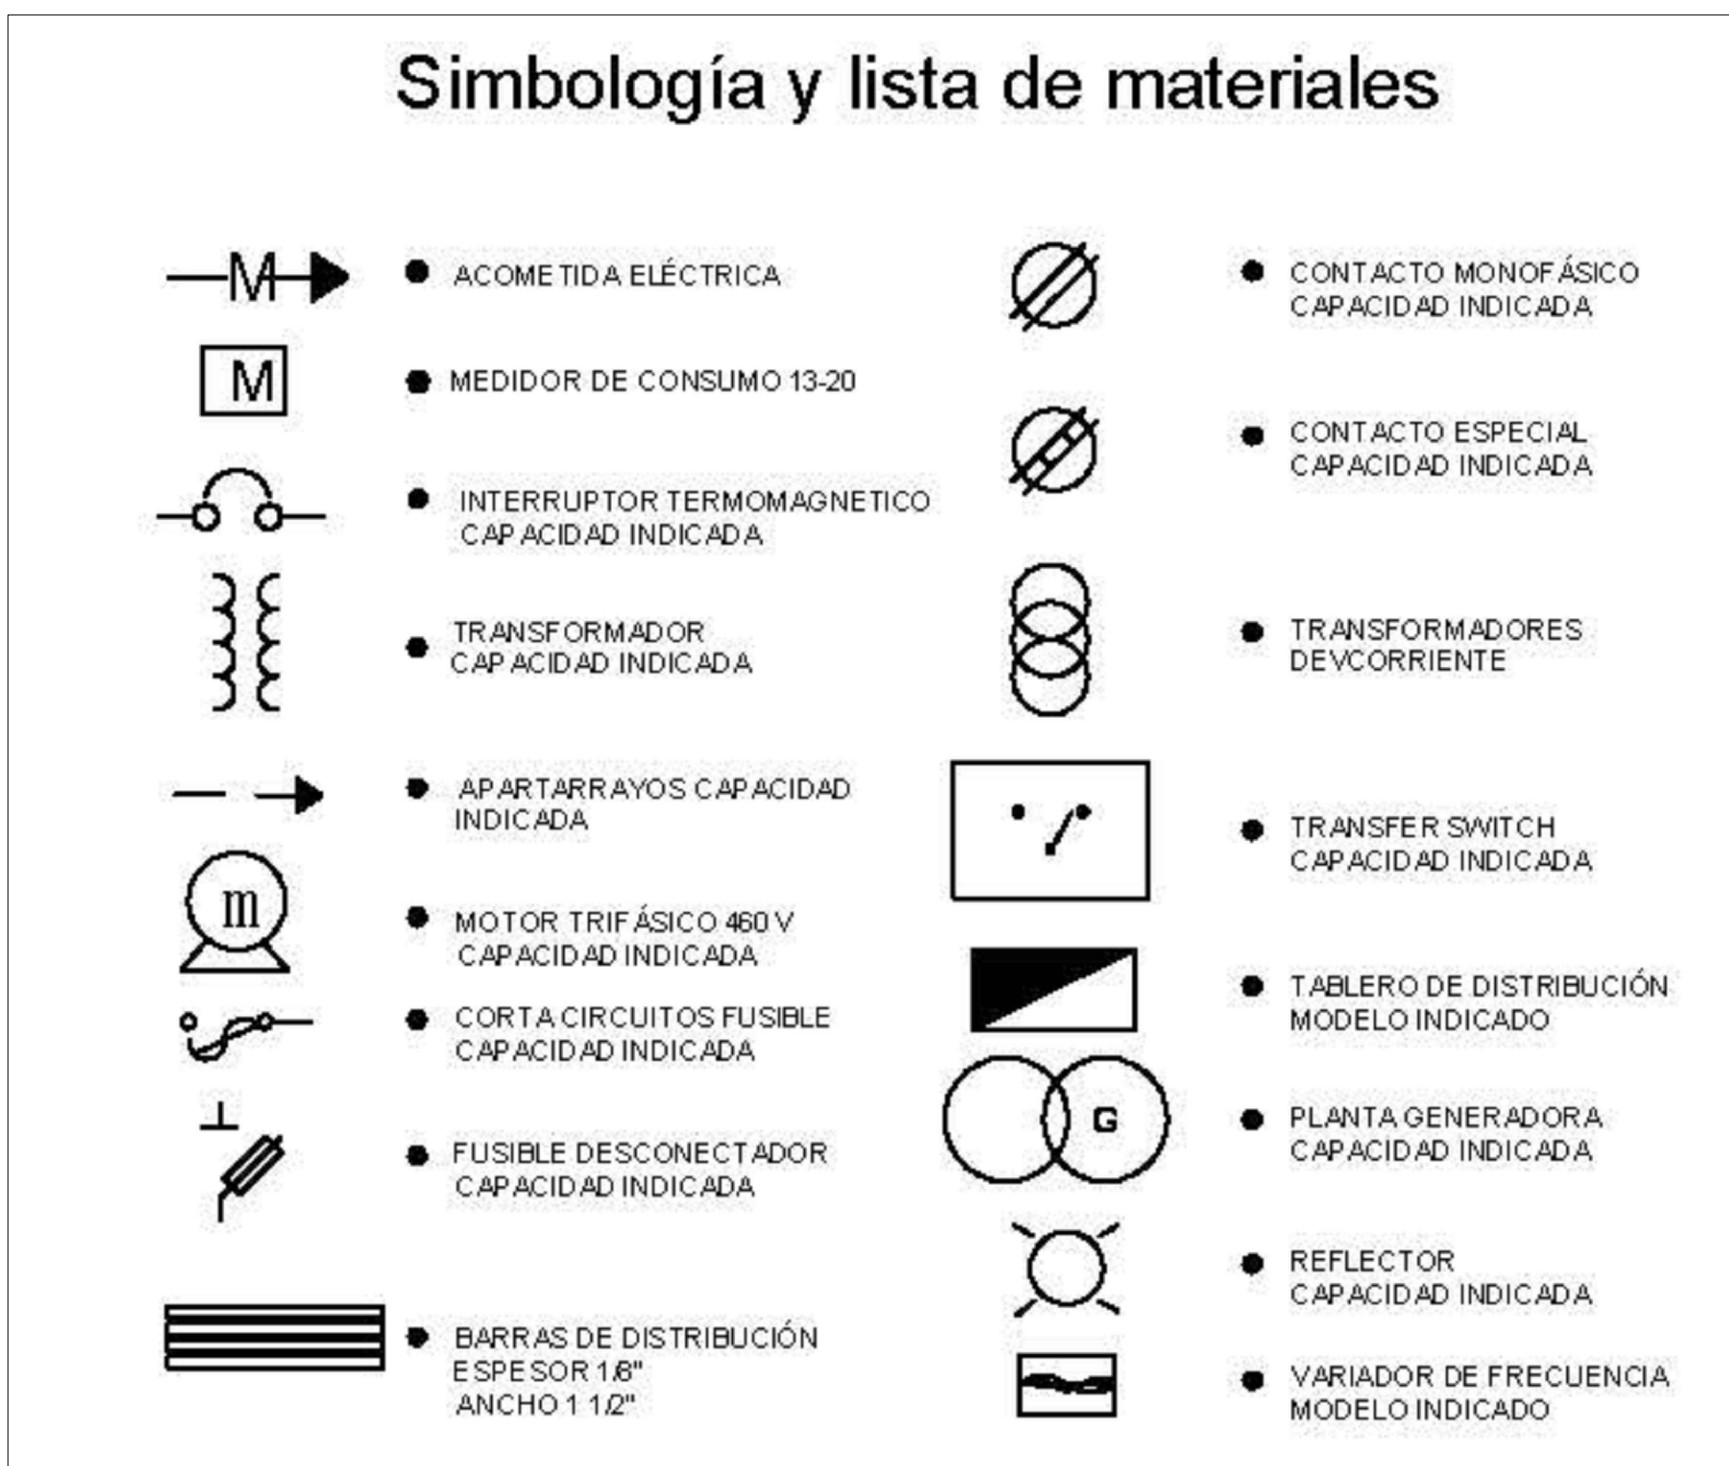 Simbología y lista de materiales
M
ACOMETIDA ELÉCTRICA
M
MEDIDOR DE CONSUMO 13-20
INTERRUPTOR TERMOMAGNETICO
CAPACIDAD INDICADA
TRANSFORMADOR
CAPACIDAD INDICADA
APARTARRAYOS CAPACIDAD
INDICADA
m
MOTOR TRIFÁSICO 460 V
CAPACIDAD INDICADA
CORTA CIRCUITOS FUSIBLE
CAPACIDAD INDICADA
FUSIBLE DESCONECTADOR
CAPACIDAD INDICADA
BARRAS DE DISTRIBUCIÓN
ESPESOR
ANCHO 1 1/2"
CONTACTO MONOFÁSICO
CAPACIDAD INDICADA
CONTACTO ESPECIAL
CAPACIDAD INDICADA
TRANSFORMADORES
DEVCORRIENTE
TRANSFER SWITCH
CAPACIDAD INDICADA
TABLERO DE DISTRIBUCIÓN
MODELO INDICADO
G
PLANTA GENERADORA
CAPACIDAD INDICADA
REFLECTOR
CAPACIDAD INDICADA
VARIADOR DE FRECUENCIA
MODELO INDICADO